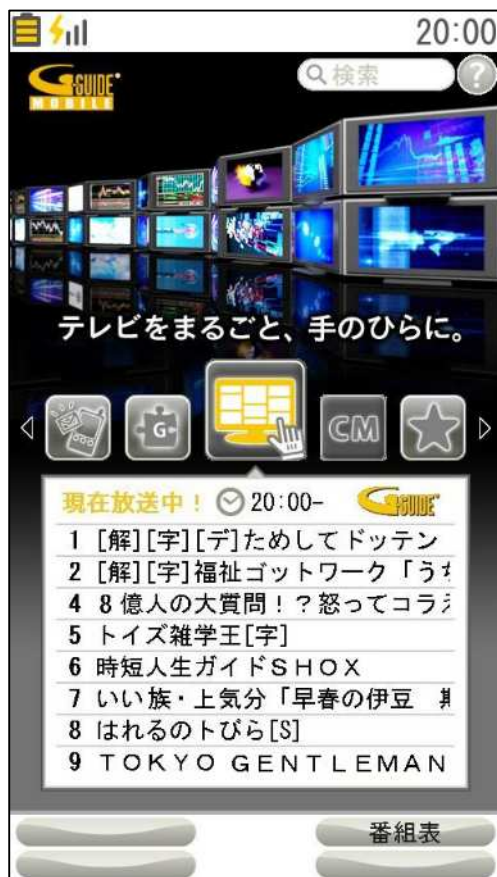 20:00
G-GUIDE
MOBILE
検索
?
テレビをまるごと、手のひらに。
G
CM
現在放送中! 20:00- G-GUIDE
1 [解][字][デ]ためしてドッテン
2 [解][字]福祉ゴットワーク「う
4 8億人の大質問!?怒ってコラ
5 トイズ雑学王[字]
6 時短人生ガイドSHOX
7 いい族・上気分「早春の伊豆
8 はれるのトぴら[S]
9 TOKYO GENTLEMAN
番組表